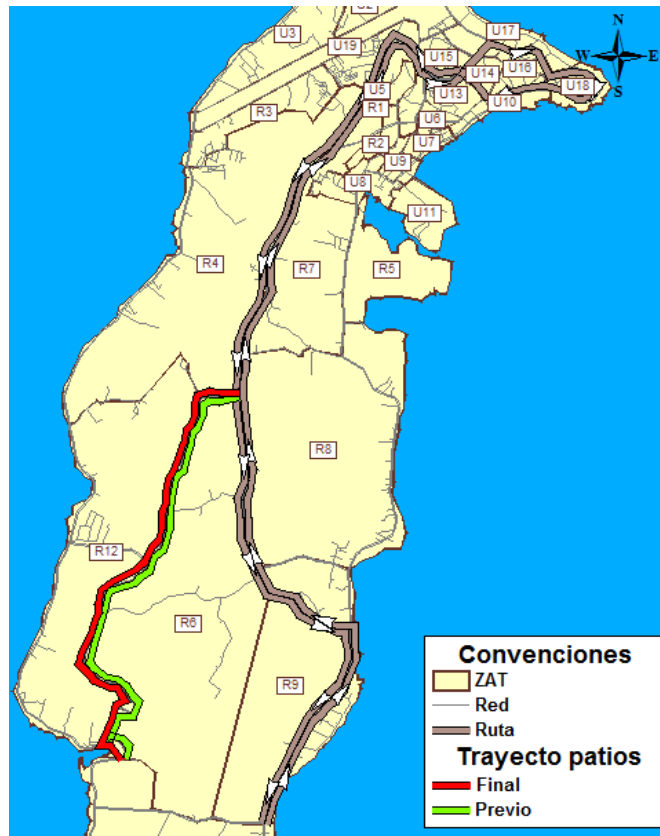 U2
U3
U17
N
U19
U15
W
E
U16
U14
S
U5
U13
U18
R3
R1
U10
U6
R2
U7
U9
U8
U11
R4
R7
R5
R8
R12
R6
R9
Convenciones
ZAT
Red
Ruta
Trayecto patios
Final
Previo